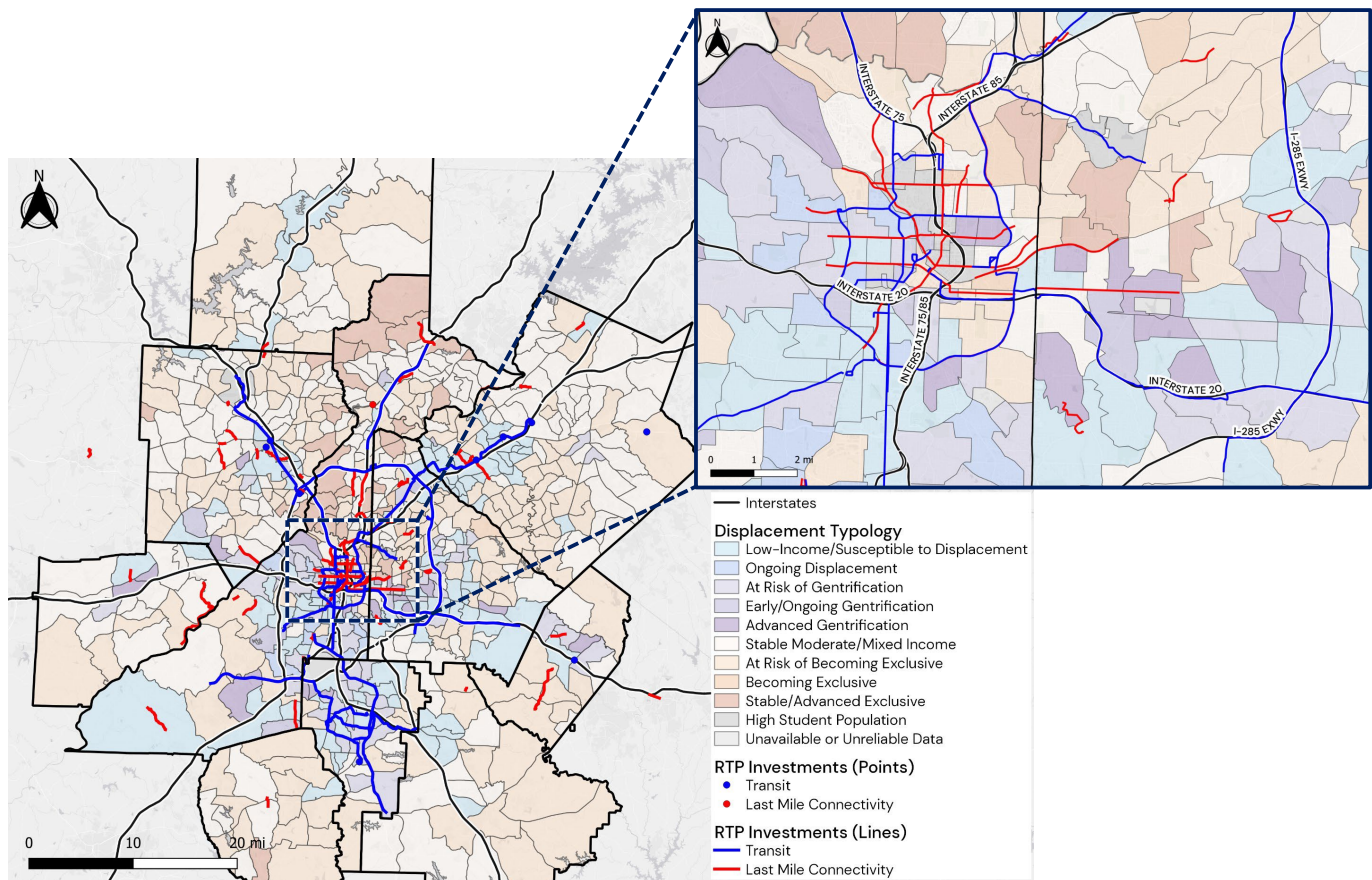 N
INTERSTATE 75
INTERSTATE 85
I-285 EXWY
INTERSTATE 20
INTERSTATE 75/85
INTERSTATE 20
I-285 EXWY
0 1 2 mi
N
0 10 20 mi
Interstates
Displacement Typology
Low-Income/Susceptible to Displacement
Ongoing Displacement
At Risk of Gentrification
Early/Ongoing Gentrification
Advanced Gentrification
Stable Moderate/Mixed Income
At Risk of Becoming Exclusive
Becoming Exclusive
Stable/Advanced Exclusive
High Student Population
Unavailable or Unreliable Data
RTP Investments (Points)
Transit
Last Mile Connectivity
RTP Investments (Lines)
Transit
Last Mile Connectivity